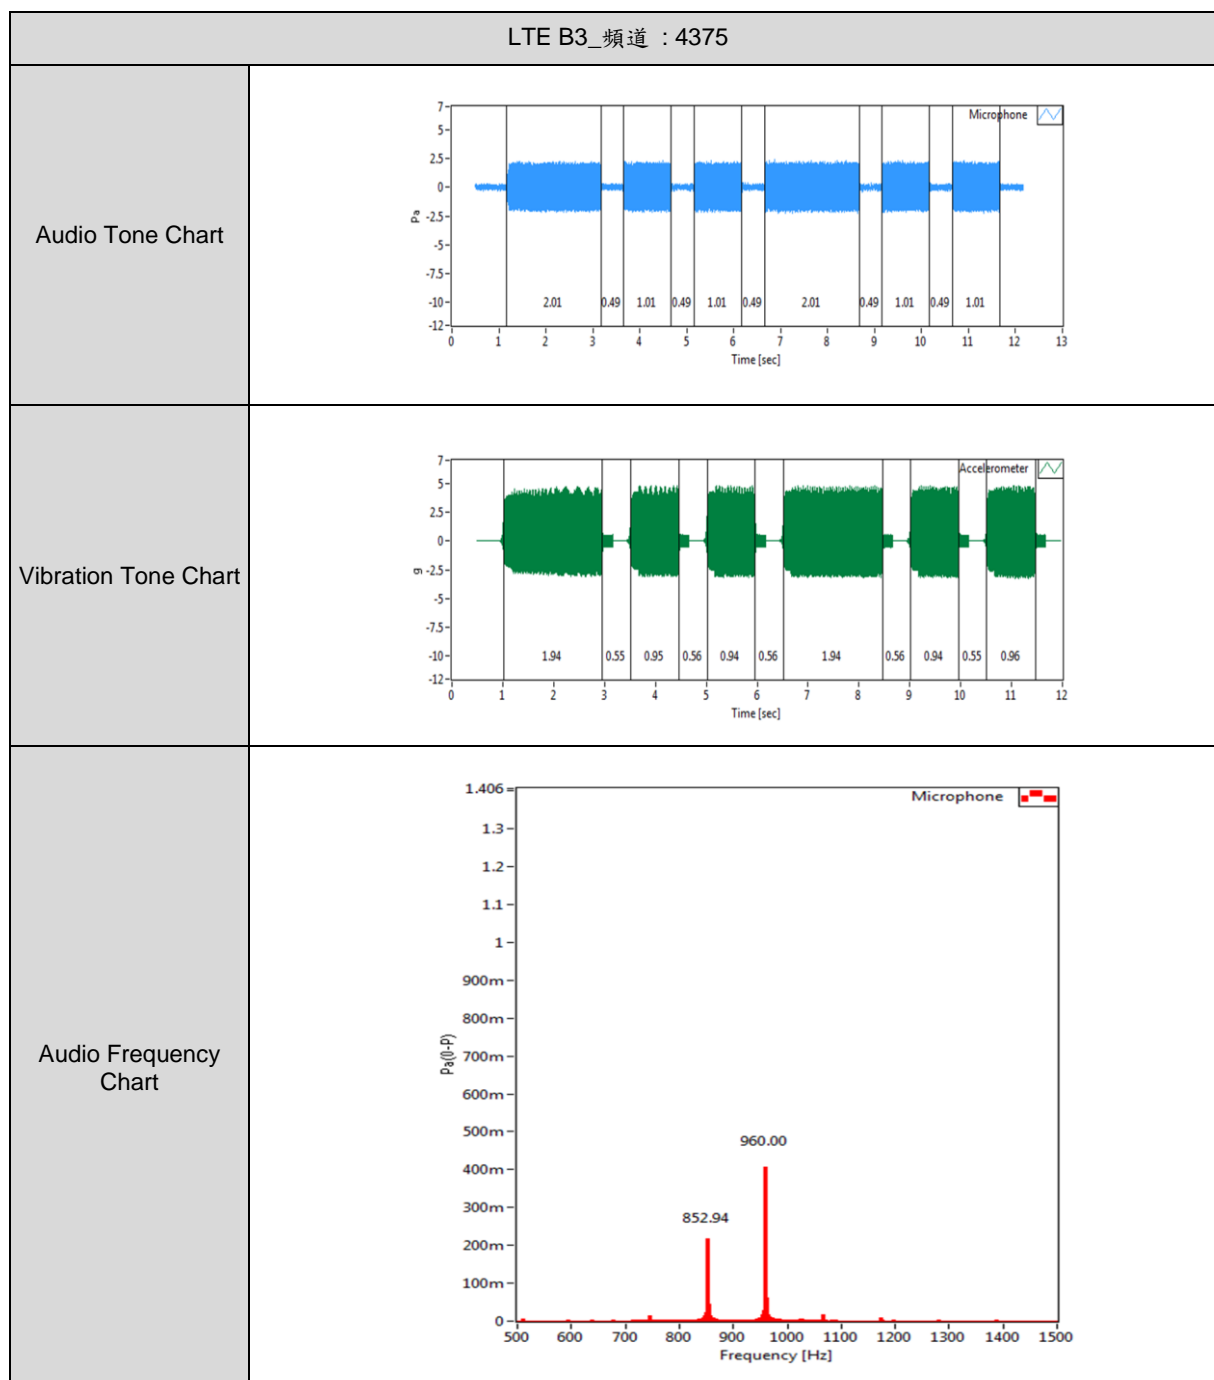 LTE B3_頻道 : 4375
Audio Tone Chart
Microphone
7
5
2.5
0
-2.5
-5
-7.5
-10
-12
Pa
2.01 0.49 1.01 0.49 1.01 0.49 2.01 0.49 1.01 0.49 1.01
0 1 2 3 4 5 6 7 8 9 10 11 12 13
Time [sec]
Vibration Tone Chart
Accelerometer
7
5
2.5
0
-2.5
-5
-7.5
-10
-12
g
1.94 0.55 0.95 0.56 0.94 0.56 1.94 0.56 0.94 0.55 0.96
0 1 2 3 4 5 6 7 8 9 10 11 12
Time [sec]
Audio Frequency
Chart
Microphone
1.406
1.3
1.2
1.1
1
900m
800m
700m
600m
500m
400m
300m
200m
100m
0
pa(0-P)
960.00
852.94
500 600 700 800 900 1000 1100 1200 1300 1400 1500
Frequency [Hz]